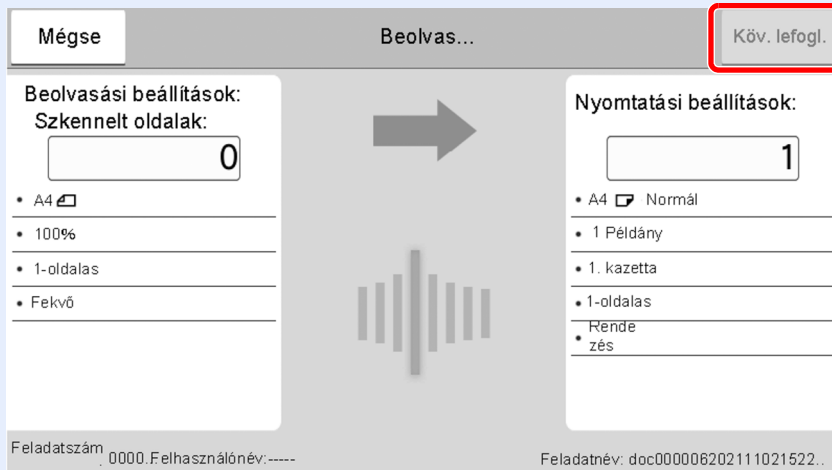 Mégse
Beolvas...
Köv. lefogl.
Beolvasási beállítások:
Szkennelt oldalak:
0
• A4
• 100%
• 1-oldalas
• Fekvő
Nyomtatási beállítások:
1
• A4 Normál
• 1 Példány
• 1. kazetta
• 1-oldalas
• Rende
zés
Feladatszám
. 0000.Felhasználónév:-----
Feladatnév: doc000006202111021522..